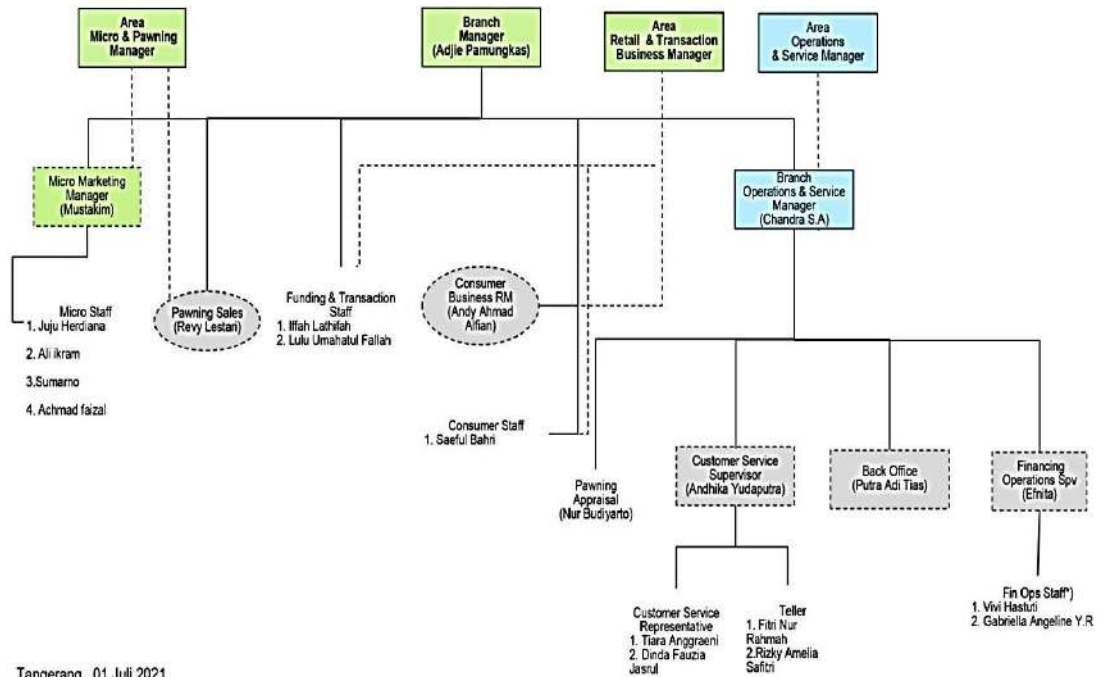 Area
Micro & Pawning
Manager
Branch
Manager
(Adjie Pamungkas)
Area
Retail & Transaction
Business Manager
Area
Operations
& Service Manager
Micro Marketing
Manager
(Mustakim)
Branch
Operations & Service
Manager
(Chandra S.A)
Micro Staff
1. Juju Herdiana
2. Ali ikram
3.Sumarno
4. Achmad faizal
Pawning Sales
(Revy Lestari)
Funding & Transaction
Staff
1. Iffah Lathifah
2. Lulu Umahatul Fallah
Consumer
Business RM
(Andy Ahmad
Alfian)
Consumer Staff
1. Saeful Bahri
Pawning
Appraisal
(Nur Budiyarto)
Customer Service
Supervisor
(Andhika Yudaputra)
Back Office
(Putra Adi Tias)
Financing
Operations Spv
(Efnita)
Customer Service
Representative
1. Tiara Anggraeni
2. Dinda Fauzia
Jasrul
Teller
1. Fitri Nur
Rahmah
2.Rizky Amelia
Safitri
Fin Ops Staff*)
1. Vivi Hastuti
2. Gabriella Angeline Y.R
Tangerang, 01 Juli 2021